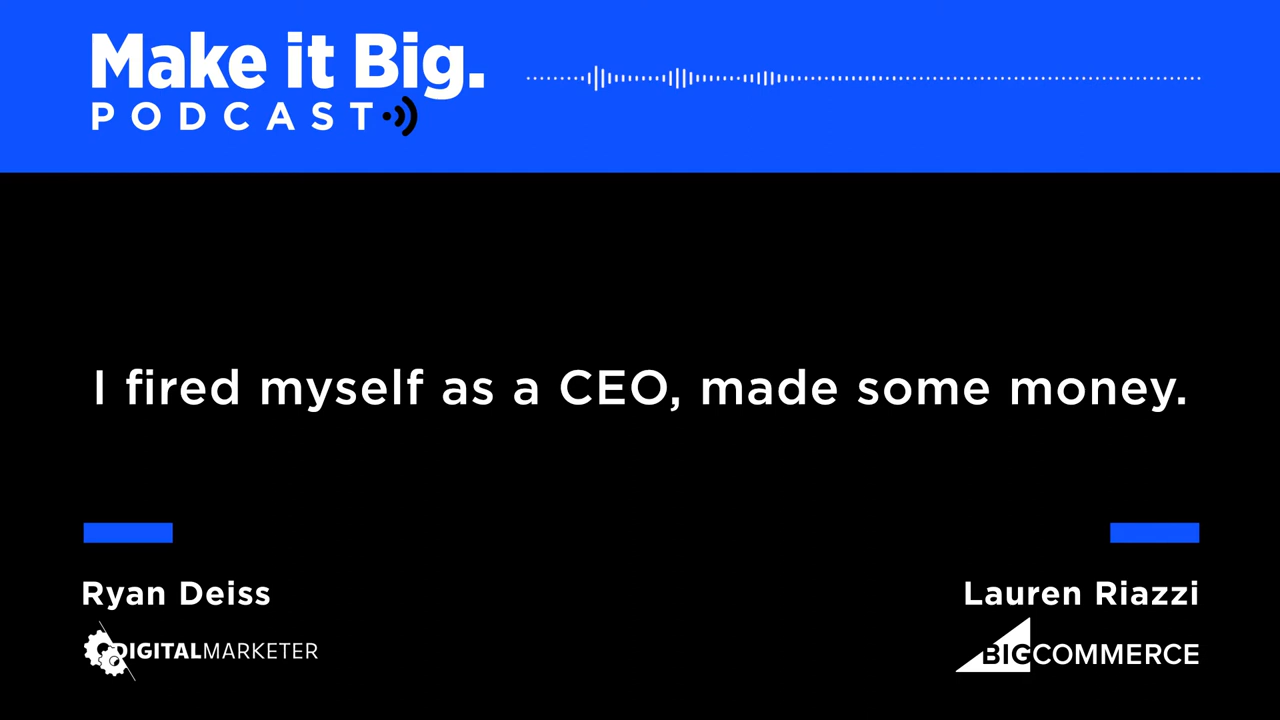 Make it Big.
PODCAST
I fired myself as a CEO, made some money.
Ryan Deiss
Lauren Riazzi
DIGITALMARKETER
BIGCOMMERCE